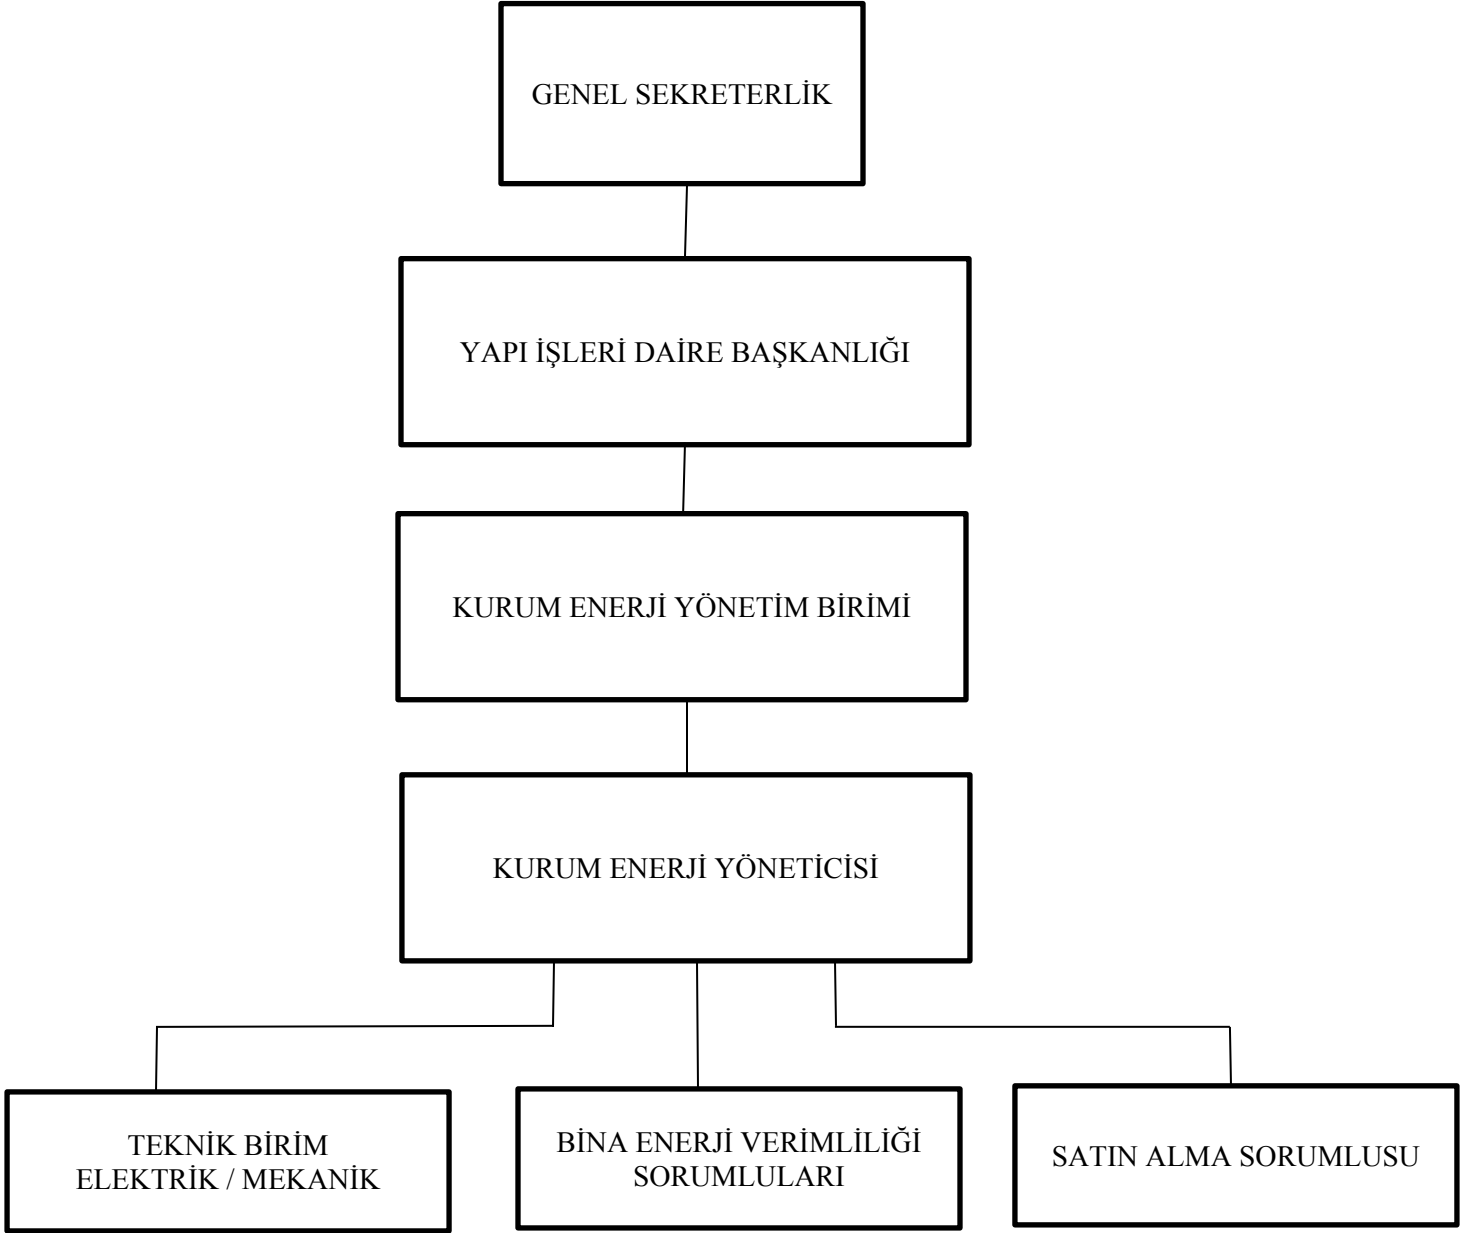 GENEL SEKRETERLİK
YAPI İŞLERİ DAİRE BAŞKANLIĞI
KURUM ENERJİ YÖNETİM BİRİMİ
KURUM ENERJİ YÖNETİCİSİ
TEKNİK BİRİM
ELEKTRİK / MEKANİK
BİNA ENERJİ VERİMLİLİĞİ
SORUMLULARI
SATIN ALMA SORUMLUSU